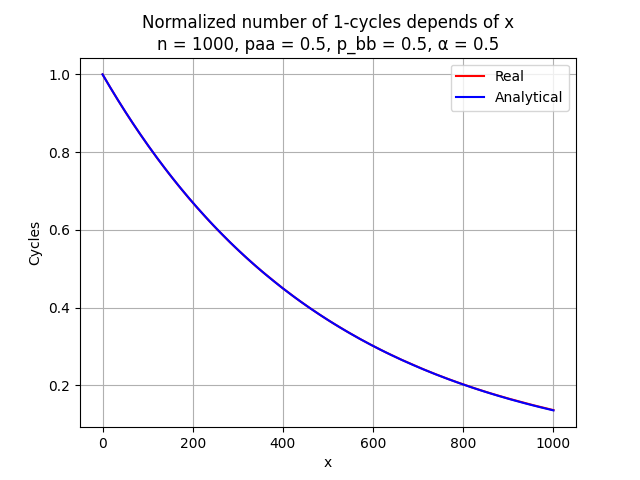 Normalized number of 1-cycles depends of x
n = 1000, paa = 0.5, p_bb = 0.5, α = 0.5
Real
Analytical
1.0
0.8
0.6
0.4
0.2
Cycles
0 200 400 600 800 1000
x